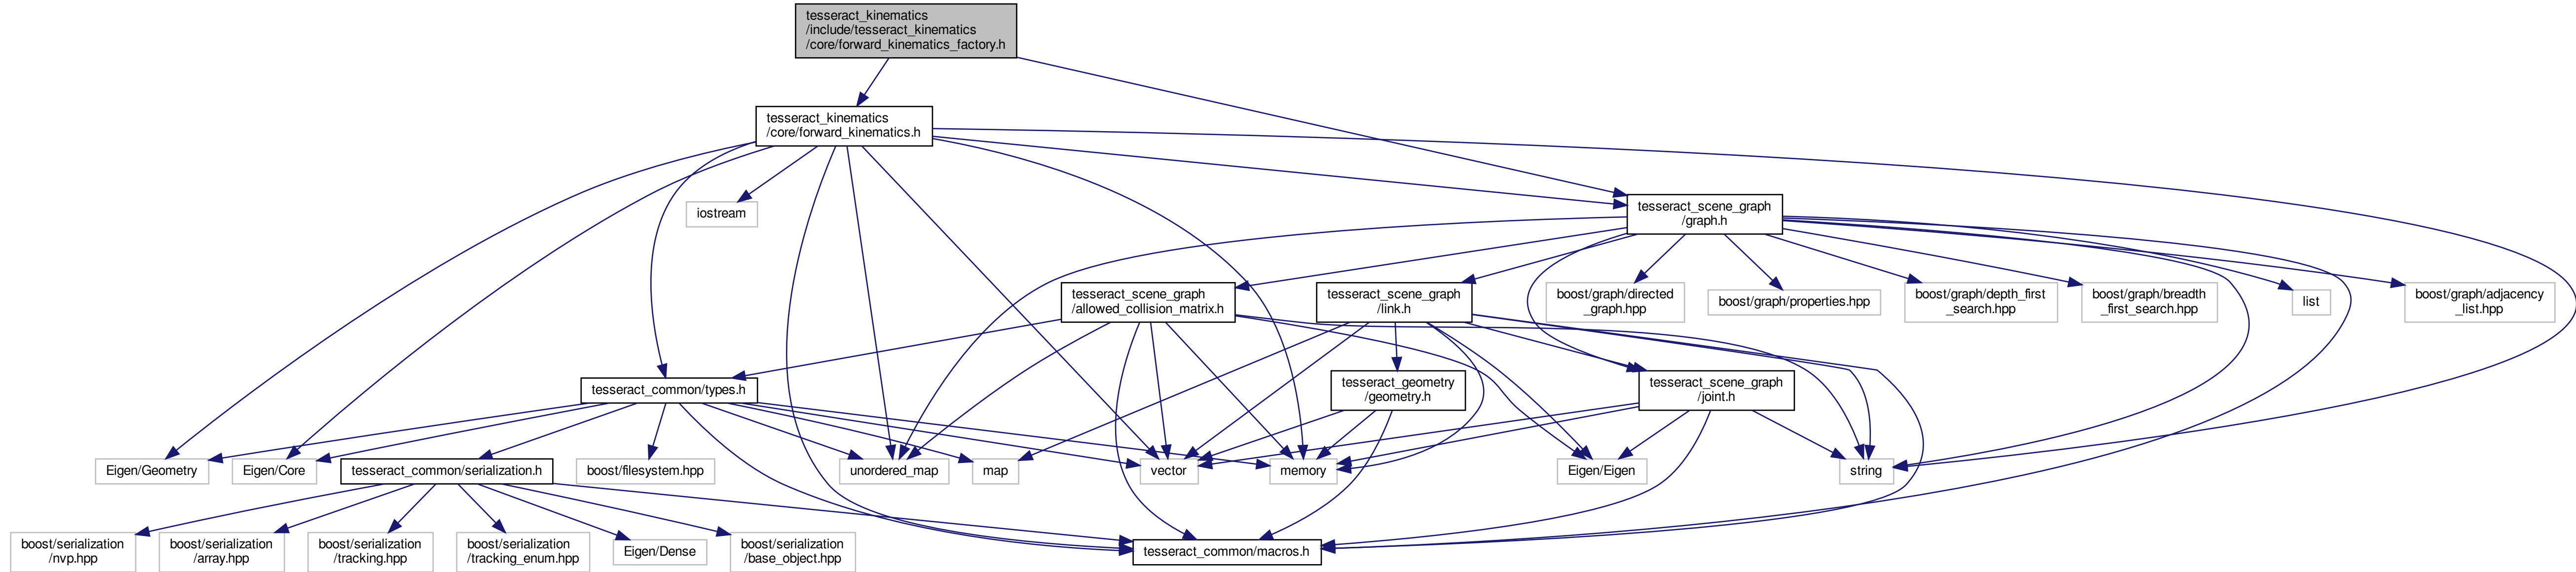 tesseract_kinematics
/include/tesseract_kinematics
/core/forward_kinematics_factory.h
tesseract_kinematics
/core/forward_kinematics.h
iostream
tesseract_scene_graph
/graph.h
tesseract_scene_graph
/allowed_collision_matrix.h
tesseract_scene_graph
/link.h
boost/graph/directed
_graph.hpp
boost/graph/properties.hpp
boost/graph/depth_first
_search.hpp
boost/graph/breadth
_first_search.hpp
list
boost/graph/adjacency
_list.hpp
tesseract_common/types.h
tesseract_geometry
/geometry.h
tesseract_scene_graph
/joint.h
Eigen/Geometry
Eigen/Core
tesseract_common/serialization.h
boost/filesystem.hpp
unordered_map
map
vector
memory
Eigen/Eigen
string
boost/serialization
/nvp.hpp
boost/serialization
/array.hpp
boost/serialization
/tracking.hpp
boost/serialization
/tracking_enum.hpp
Eigen/Dense
boost/serialization
/base_object.hpp
tesseract_common/macros.h